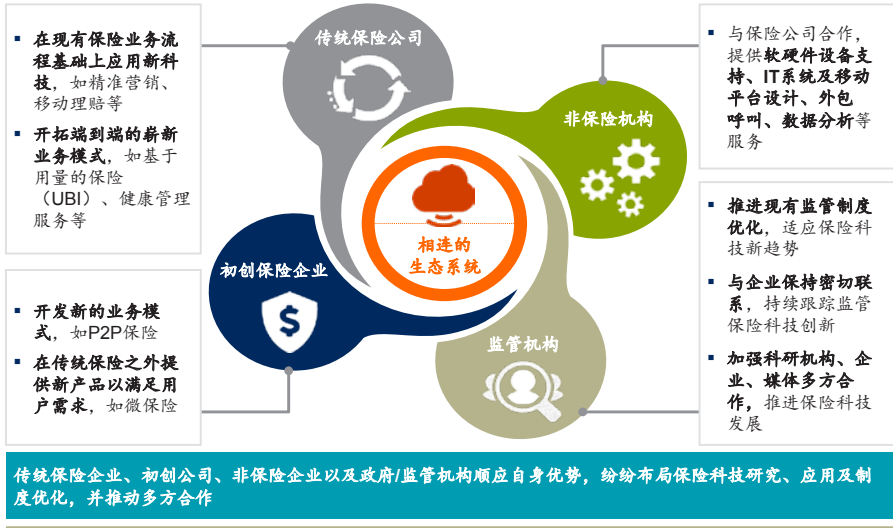 传统保险公司
▪ 在现有保险业务流
程基础上应用新科
技，如精准营销、
移动理赔等
▪ 开拓端到端的崭新
业务模式，如基于
用量的保险
（UBI）、健康管理
服务等
非保险机构
▪ 与保险公司合作，
提供软硬件设备支
持、IT系统及移动
平台设计、外包
呼叫、数据分析等
服务
相连的
生态系统
初创保险企业
$
▪ 开发新的业务模
式，如P2P保险
▪ 在传统保险之外提
供新产品以满足用
户需求，如微保险
监管机构
▪ 推进现有监管制度
优化，适应保险科
技新趋势
▪ 与企业保持密切联
系，持续跟踪监管
保险科技创新
▪ 加强科研机构、企
业、媒体多方合
作，推进保险科技
发展
传统保险企业、初创公司、非保险企业以及政府/监管机构顺应自身优势，纷纷布局保险科技研究、应用及制
度优化，并推动多方合作